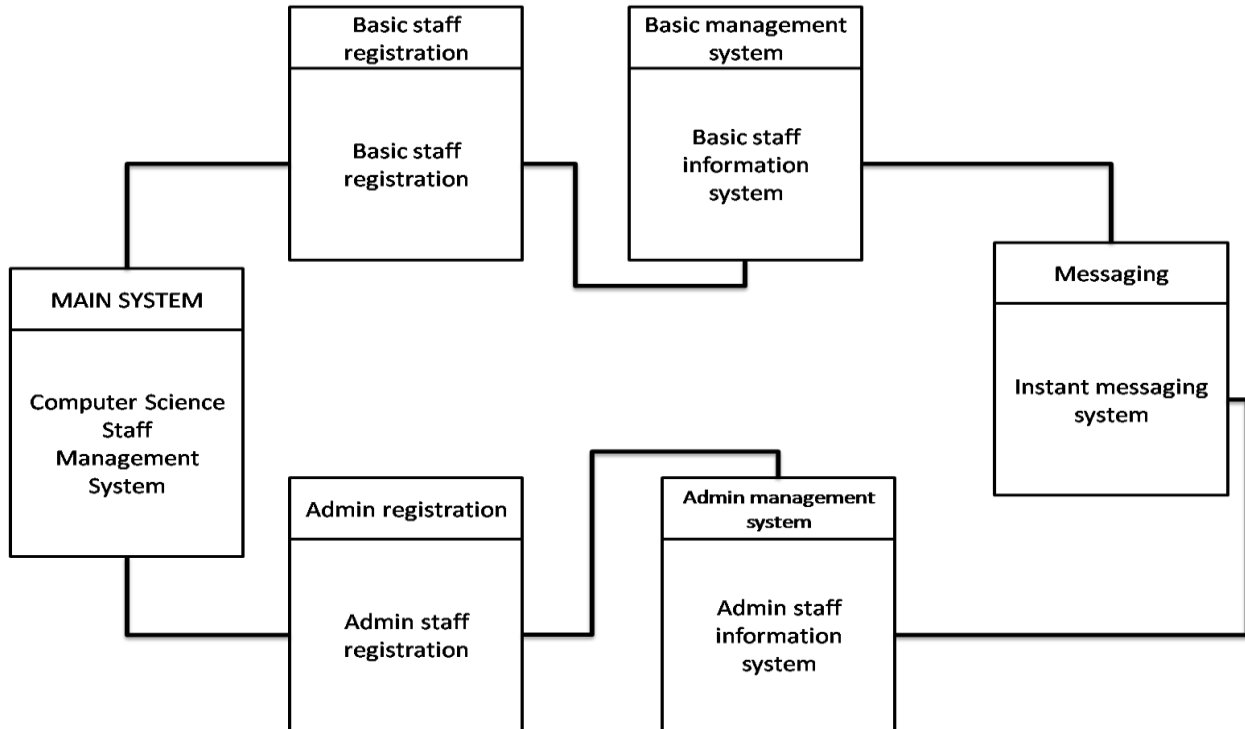 Basic staff
registration
Basic staff
registration
Basic management
system
Basic staff
information
system
MAIN SYSTEM
Computer Science
Staff
Management
System
Messaging
Instant messaging
system
Admin registration
Admin staff
registration
Admin management
system
Admin staff
information
system